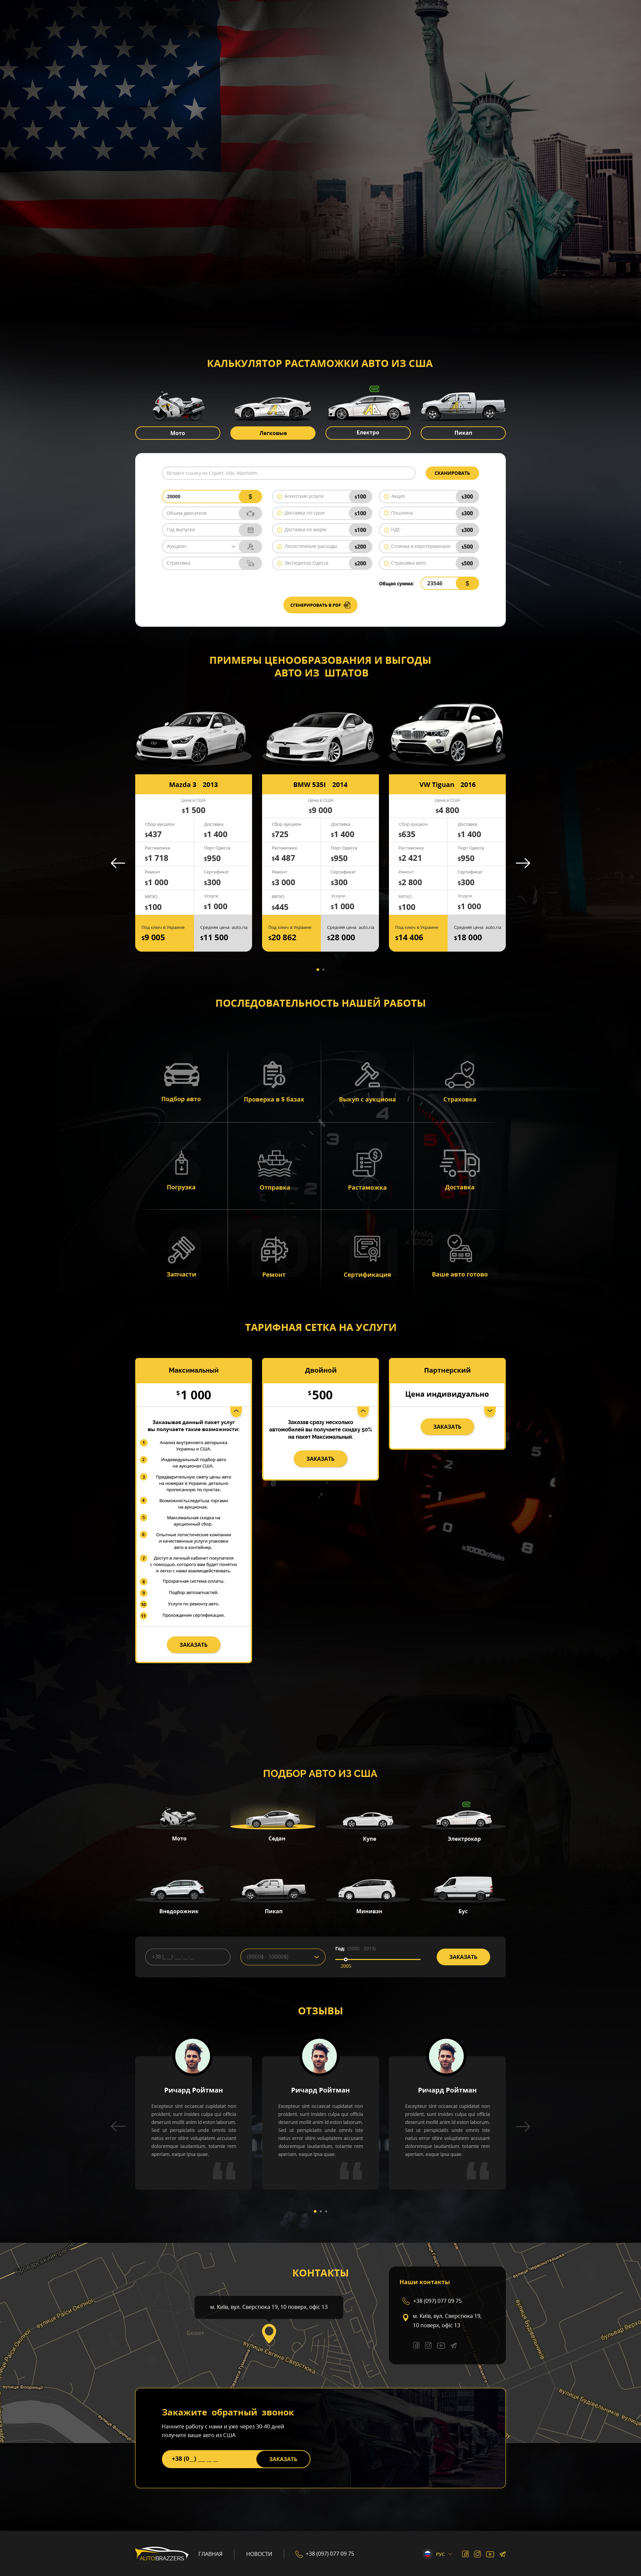 КАЛЬКУЛЯТОР РАСТАМОЖКИ АВТО ИЗ США
Мото
Легковые
Електро
Пикап
Вставте ссылку из Copart, IAAI, Manheim
СКАНИРОВАТЬ
20000 $
Объем двигателя
Год выпуска
Аукцион
Страховка
Агентские услуги $100
Доставка по суше $100
Доставка по морю $100
Логистические расходы $200
Экспедитор Одесса $200
Акциз $300
Пошлина $300
НДС $300
Стоянка в евротерминале $500
Страховка авто $500
Общая сумма: 23546 $
СГЕНЕРИРОВАТЬ В PDF
ПРИМЕРЫ ЦЕНООБРАЗОВАНИЯ И ВЫГОДЫ
АВТО ИЗ ШТАТОВ
Mazda 3 2013
Цена в США
$1 500
Сбор аукцион Доставка
$437 $1 400
Растаможка Порт Одесса
$1 718 $950
Ремонт Сертификат
$1 000 $300
МРЭО Услуги
$100 $1 000
Под ключ в Украине Средняя цена auto.ria
$9 005 $11 500
BMW 535I 2014
Цена в США
$9 000
Сбор аукцион Доставка
$725 $1 400
Растаможка Порт Одесса
$4 487 $950
Ремонт Сертификат
$3 000 $300
МРЭО Услуги
$445 $1 000
Под ключ в Украине Средняя цена auto.ria
$20 862 $28 000
VW Tiguan 2016
Цена в США
$4 800
Сбор аукцион Доставка
$635 $1 400
Растаможка Порт Одесса
$2 421 $950
Ремонт Сертификат
$2 800 $300
МРЭО Услуги
$100 $1 000
Под ключ в Украине Средняя цена auto.ria
$14 406 $18 000
ПОСЛЕДОВАТЕЛЬНОСТЬ НАШЕЙ РАБОТЫ
Подбор авто
Проверка в 5 базах
Выкуп с аукциона
Страховка
Погрузка
Отправка
Растаможка
Доставка
Запчасти
Ремонт
Сертификация
Ваше авто готово
ТАРИФНАЯ СЕТКА НА УСЛУГИ
Максимальный
$1 000
Заказывая данный пакет услуг
вы получаете такие возможности:
1 Анализ внутреннего авторынка
Украины и США.
2 Индивидуальный подбор авто
на аукционах США.
3 Предварительную смету цены авто
на номерах в Украине, детально
прописанную по пунктам.
4 Возможностьследитьза торгами
на аукционах.
5 Максимальная скидка на
аукционный сбор.
6 Опытные логистические компании
и качественные услуги упаковки
авто в контейнер.
7 Доступ в личный кабинет покупателя
с помощью, которого вам будет понятно
и легко с нами взаимодействовать.
8 Прозрачная система оплаты.
9 Подбор автозапчастей.
10 Услуги по ремонту авто.
11 Прохождение сертификации.
ЗАКАЗАТЬ
Двойной
$500
Заказав сразу несколько
автомобилей вы получаете скидку 50%
на пакет Максимальный.
ЗАКАЗАТЬ
Партнерский
Цена индивидуально
ЗАКАЗАТЬ
ПОДБОР АВТО ИЗ США
Мото
Седан
Купе
Электрокар
Внедорожник
Пикап
Минивэн
Бус
+38 (__) ___ __ __
(8000$ - 10000$)
Год: (2000 - 2019)
2005
ЗАКАЗАТЬ
ОТЗЫВЫ
Ричард Ройтман
Excepteur sint occaecat cupidatat non
proident, sunt insides culpa qui officia
deserunt mollit anim id eston laborum.
Sed ut perspiciatis unde omnis iste
natus error sitire voluptatem accusant
doloremque laudantium, totamle rem
aperiam, eaque ipsa quae.
Ричард Ройтман
Excepteur sint occaecat cupidatat non
proident, sunt insides culpa qui officia
deserunt mollit anim id eston laborum.
Sed ut perspiciatis unde omnis iste
natus error sitire voluptatem accusant
doloremque laudantium, totamle rem
aperiam, eaque ipsa quae.
Ричард Ройтман
Excepteur sint occaecat cupidatat non
proident, sunt insides culpa qui officia
deserunt mollit anim id eston laborum.
Sed ut perspiciatis unde omnis iste
natus error sitire voluptatem accusant
doloremque laudantium, totamle rem
aperiam, eaque ipsa quae.
КОНТАКТЫ
м. Київ, вул. Сверстюка 19, 10 поверх, офіс 13
Наши контакты
+38 (097) 077 09 75
м. Київ, вул. Сверстюка 19,
10 поверх, офіс 13
вулиця Раїси Окіпної
вулиця Євгена Сверстюка
вулиця Будівельників
Закажите обратный звонок
Начните работу с нами и уже через 30-40 дней
получите ваше авто из США
+38 (0__) ___ __ __
ЗАКАЗАТЬ
AUTOBRAZZERS
ГЛАВНАЯ
НОВОСТИ
+38 (097) 077 09 75
РУС